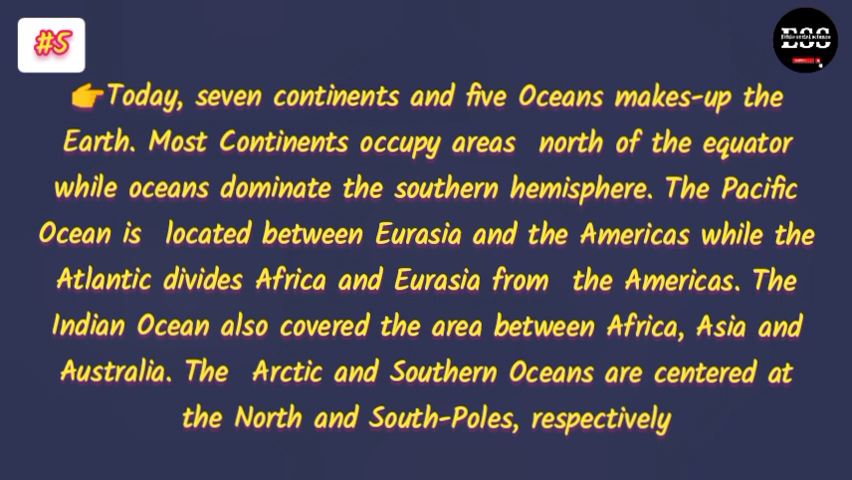 #5
ESS
👉Today, seven continents and five Oceans makes-up the
Earth. Most Continents occupy areas north of the equator
while oceans dominate the southern hemisphere. The Pacific
Ocean is located between Eurasia and the Americas while the
Atlantic divides Africa and Eurasia from the Americas. The
Indian Ocean also covered the area between Africa, Asia and
Australia. The Arctic and Southern Oceans are centered at
the North and South-Poles, respectively